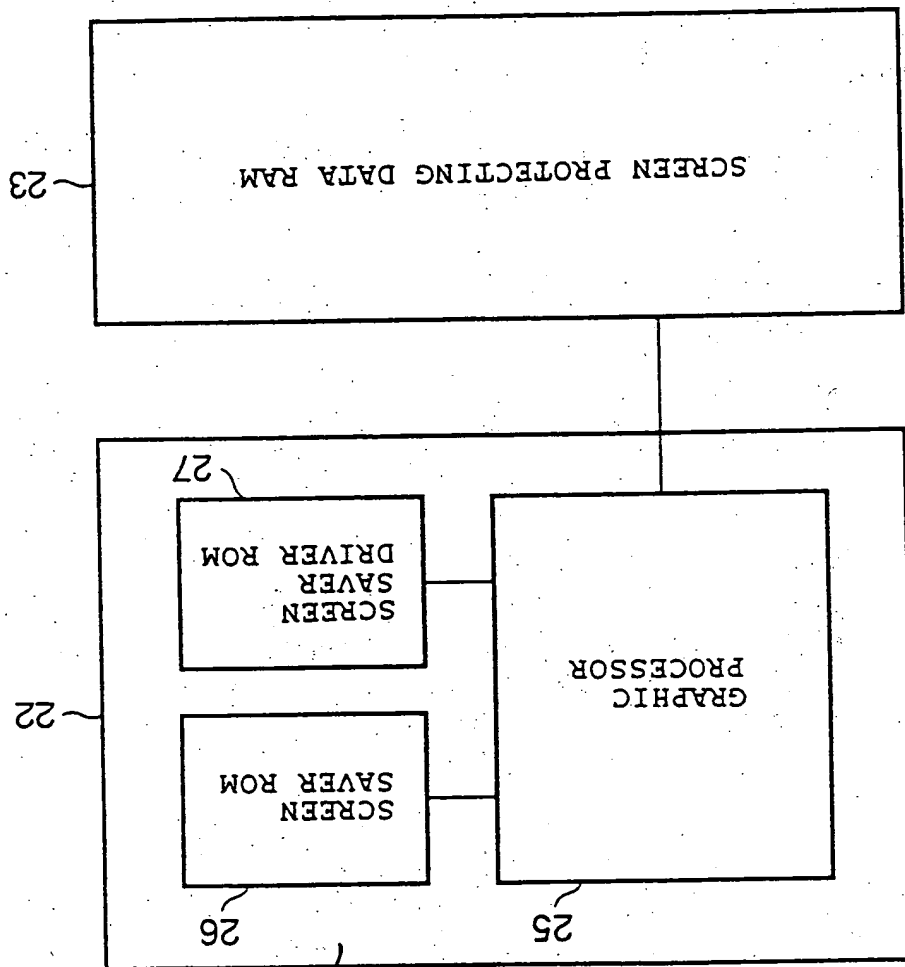 25
26
GRAPHIC
PROCESSOR
SCREEN
SAVER ROM
22
SCREEN
SAVER
DRIVER ROM
27
SCREEN PROTECTING DATA RAM
23